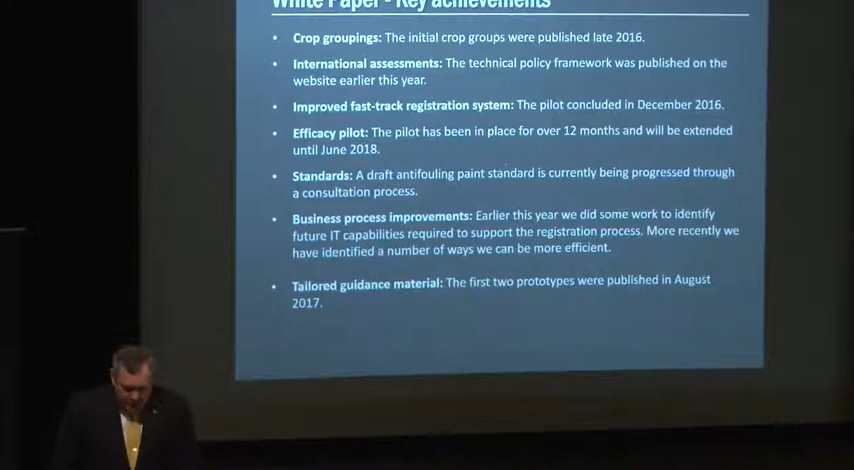 White Paper - Key achievements
• Crop groupings: The initial crop groups were published late 2016.
• International assessments: The technical policy framework was published on the
website earlier this year.
• Improved fast-track registration system: The pilot concluded in December 2016.
• Efficacy pilot: The pilot has been in place for over 12 months and will be extended
until June 2018.
• Standards: A draft antifouling paint standard is currently being progressed through
a consultation process.
• Business process improvements: Earlier this year we did some work to identify
future IT capabilities required to support the registration process. More recently we
have identified a number of ways we can be more efficient.
• Tailored guidance material: The first two prototypes were published in August
2017.